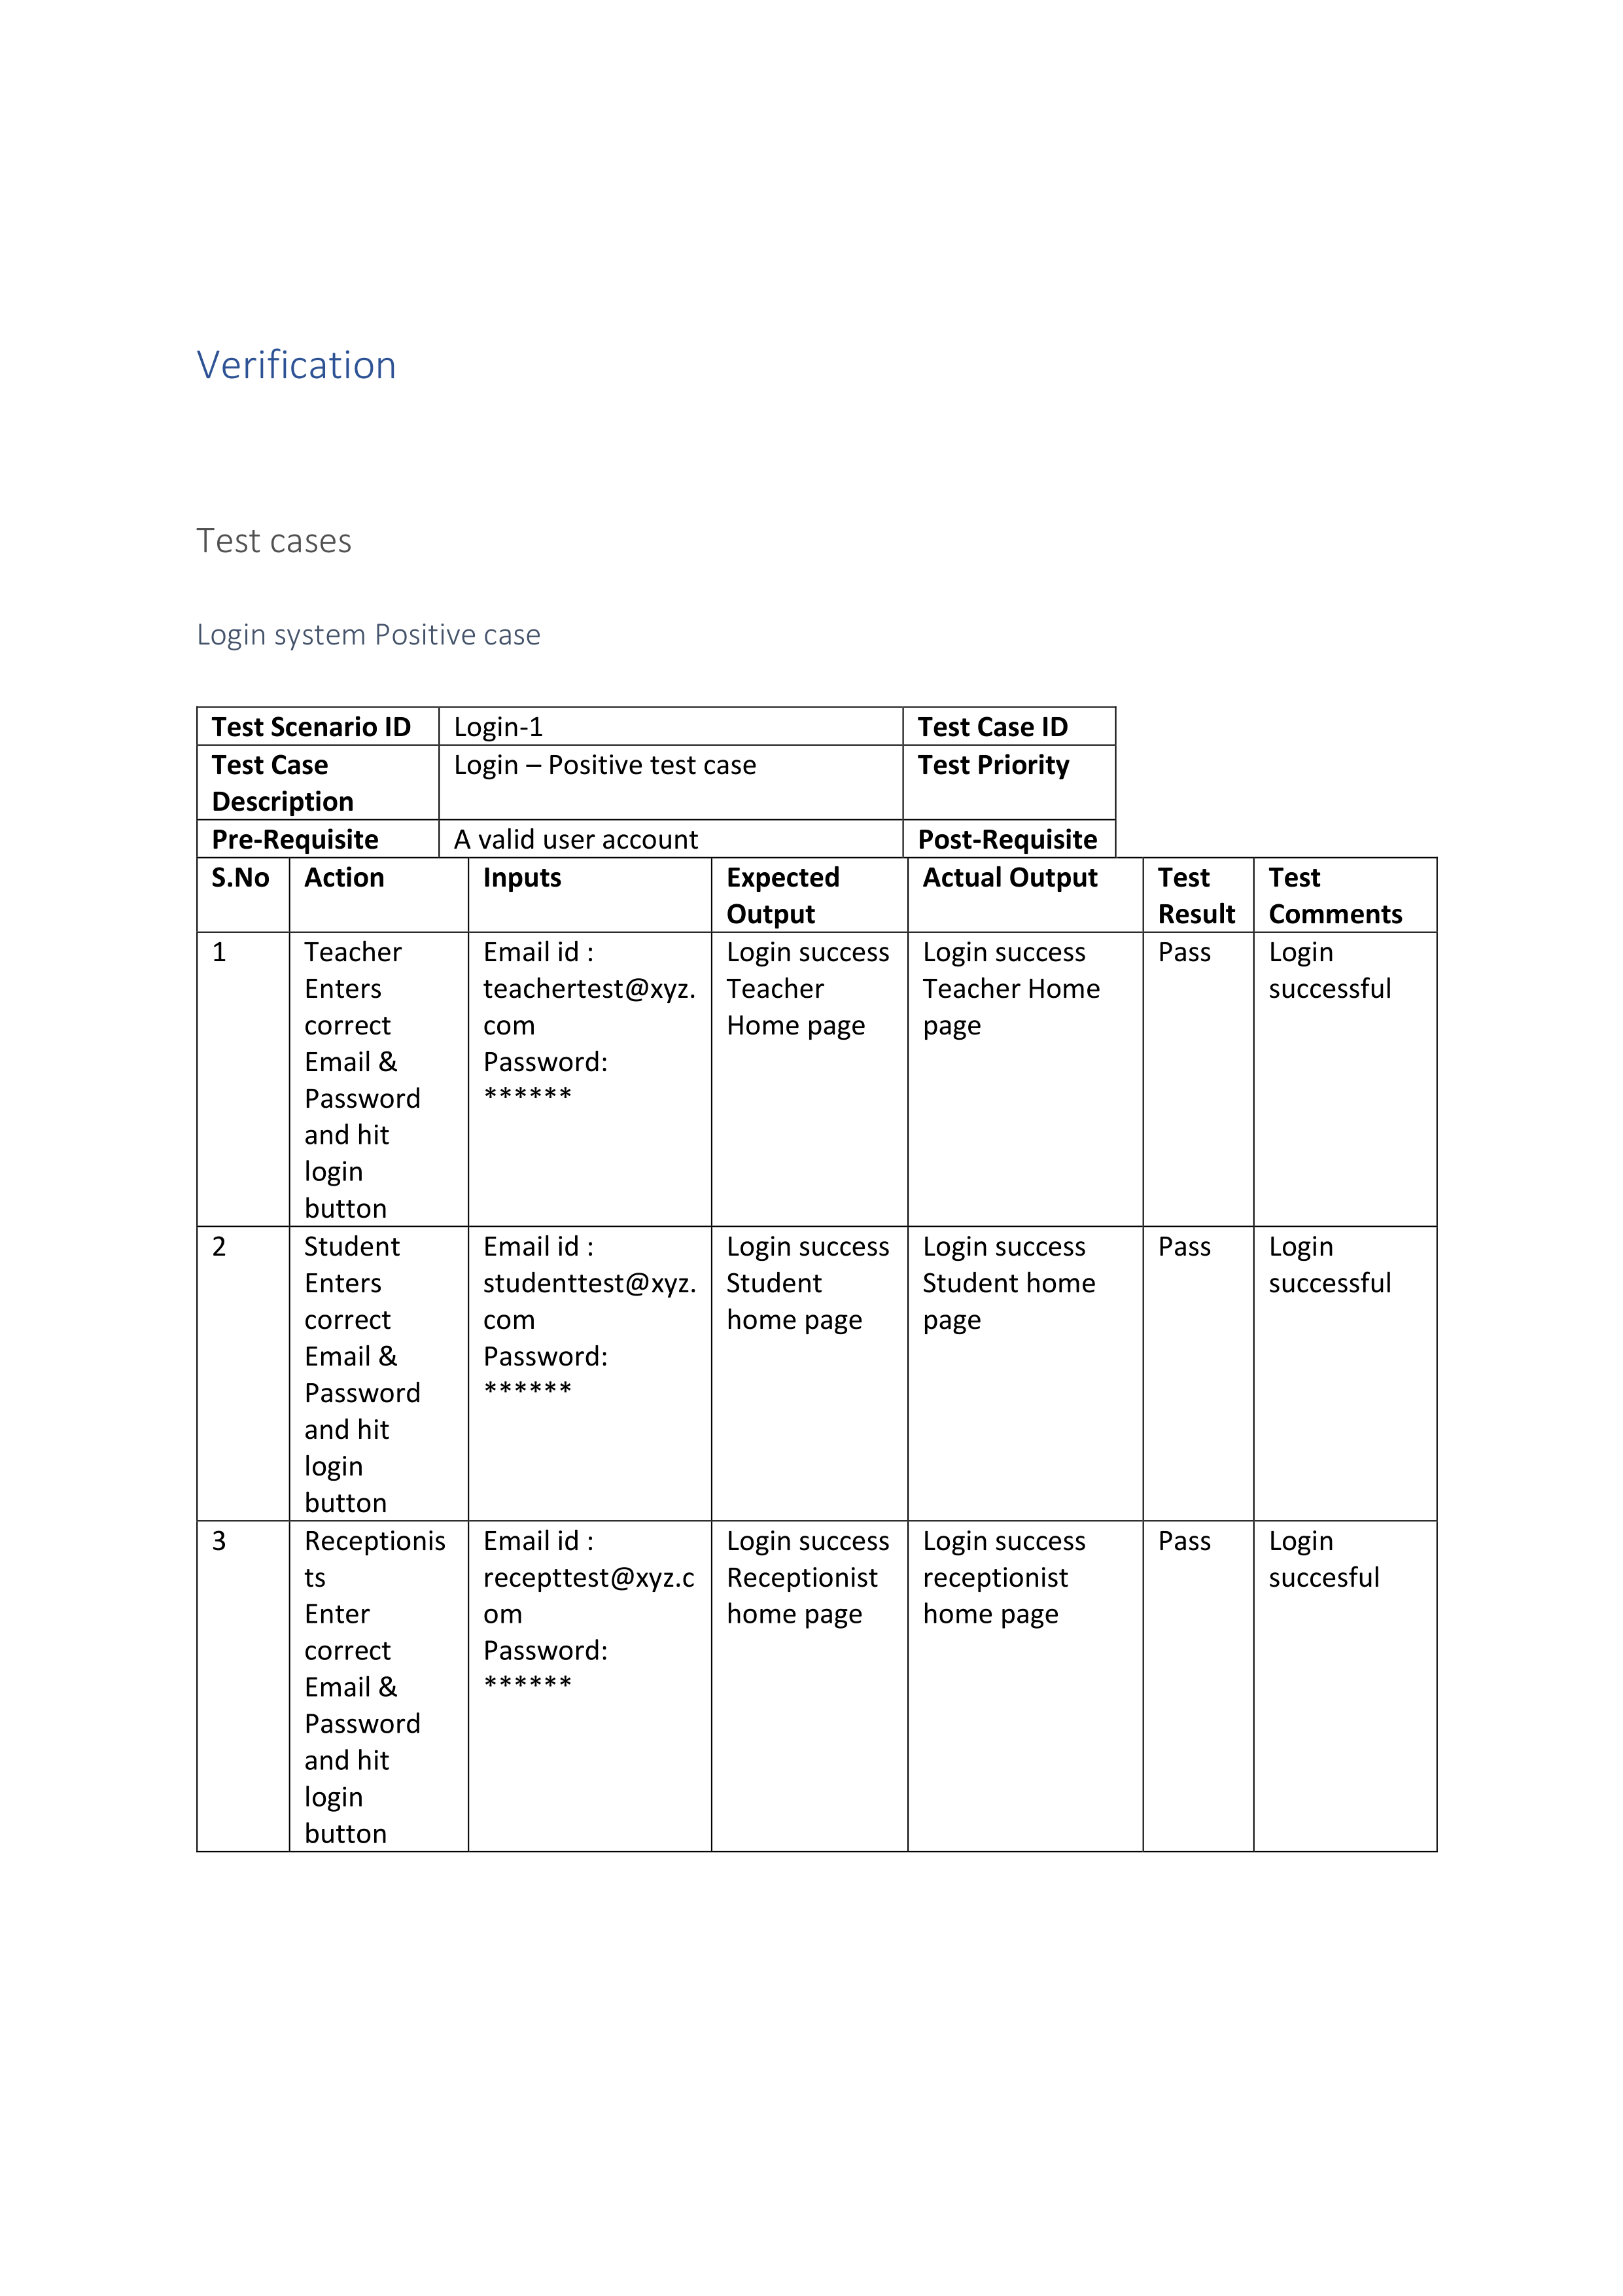 Verification
Test cases
Login system Positive case
Test Scenario ID Login-1 Test Case ID
Test Case Description Login – Positive test case Test Priority
Pre-Requisite A valid user account Post-Requisite
S.No Action Inputs Expected Output Actual Output Test Result Test Comments
1
Teacher
Enters
correct
Email &
Password
and hit
login
button
Email id :
teachertest@xyz.
com
Password:
******
Login success
Teacher
Home page
Login success
Teacher Home
page
Pass
Login
successful
2
Student
Enters
correct
Email &
Password
and hit
login
button
Email id :
studenttest@xyz.
com
Password:
******
Login success
Student
home page
Login success
Student home
page
Pass
Login
successful
3
Receptionis
ts
Enter
correct
Email &
Password
and hit
login
button
Email id :
recepttest@xyz.c
om
Password:
******
Login success
Receptionist
home page
Login success
receptionist
home page
Pass
Login
succesful